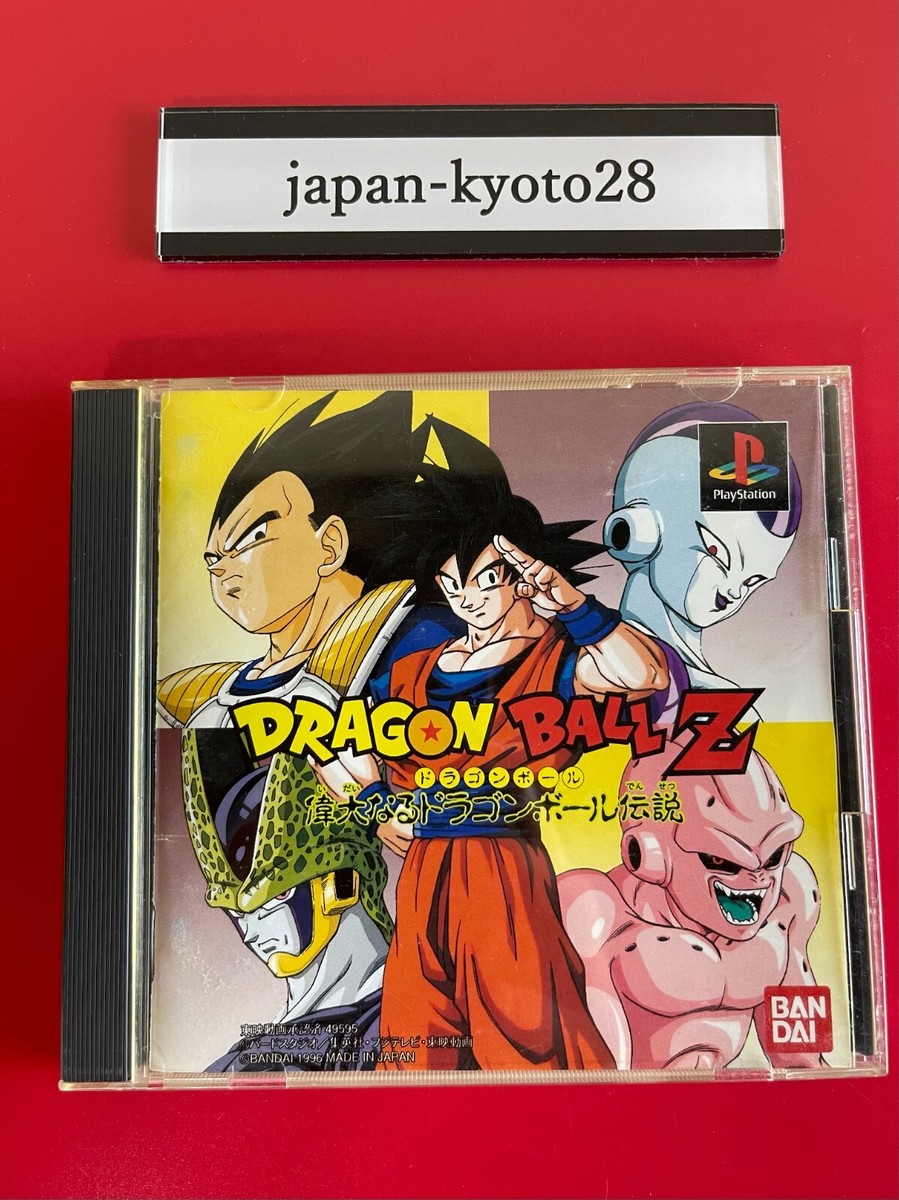 japan-kyoto28
PlayStation
DRAGON BALL Z
ドラゴンボール
いだい でんせつ
偉大なるドラゴンボール伝説
東映動画承認済 49595
©バードスタジオ／集英社・フジテレビ・東映動画
©BANDAI 1996 MADE IN JAPAN
BAN
DAI